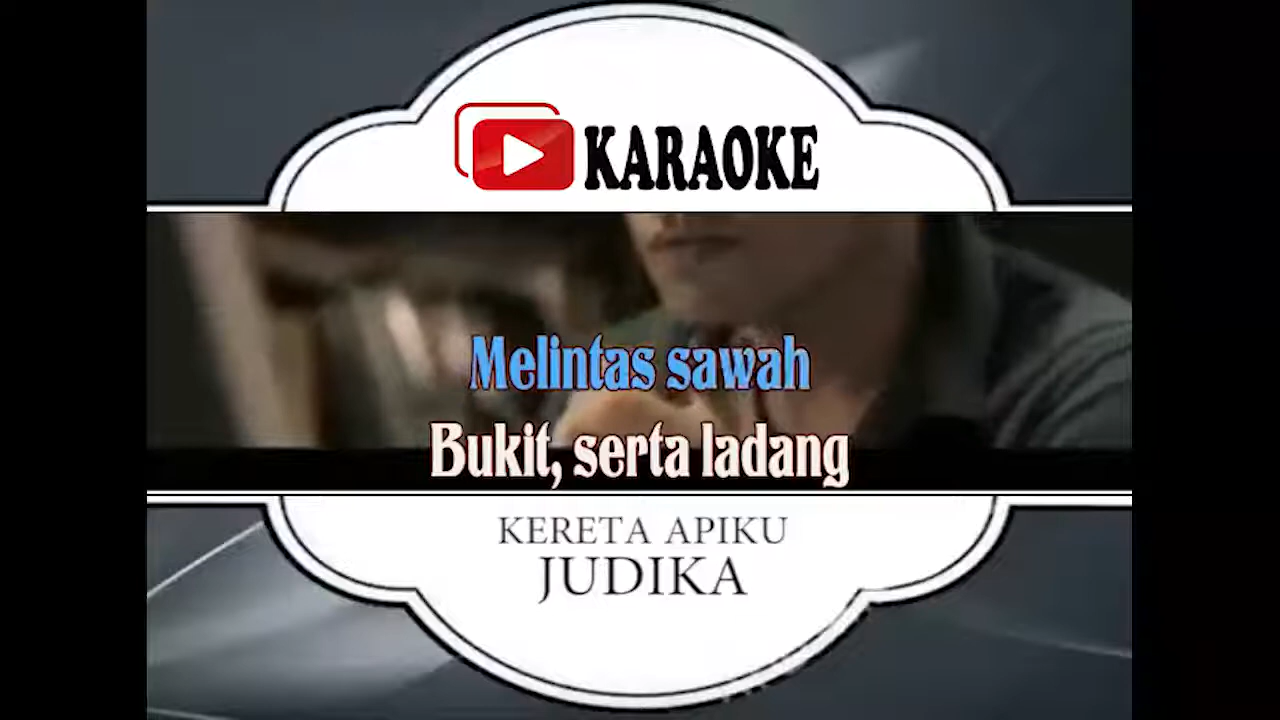 KARAOKE
Melintas sawah
Bukit, serta ladang
KERETA APIKU
JUDIKA